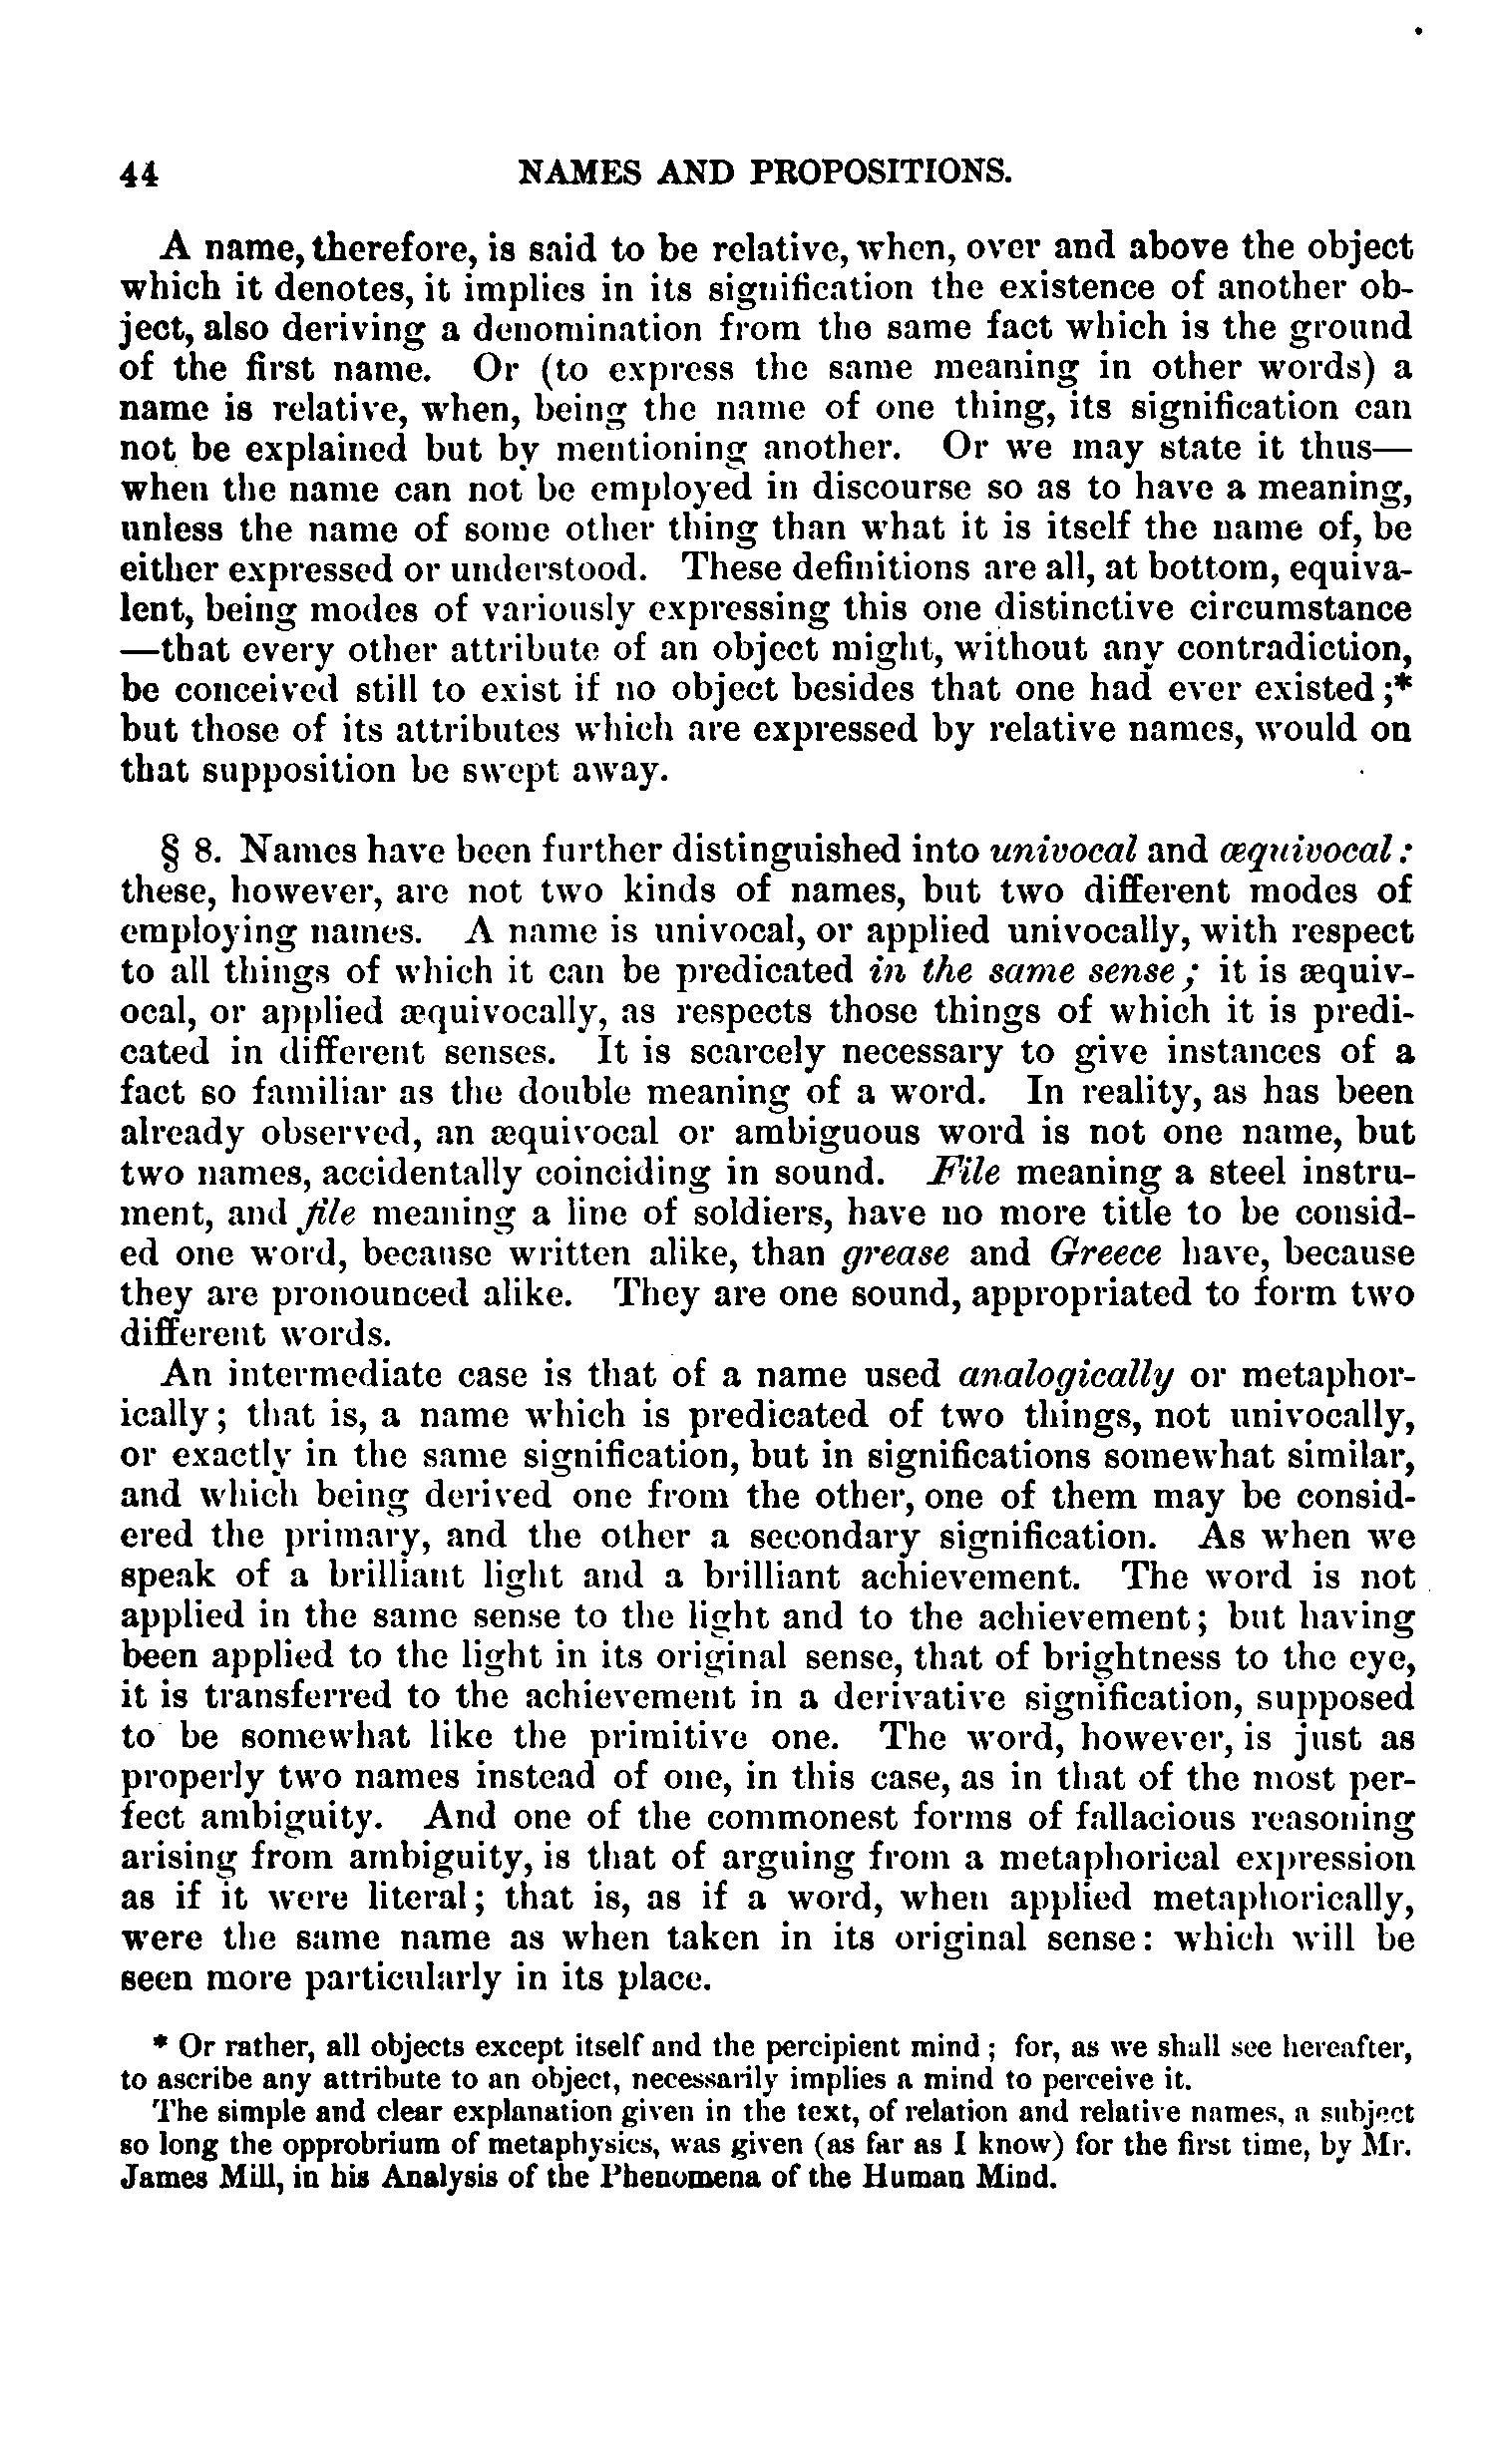 44 NAMES AND PROPOSITIONS.
A name, therefore, is said to be relative, when, over and above the object
which it denotes, it implies in its signification the existence of another ob-
ject, also deriving a denomination from the same fact which is the ground
of the first name. Or (to express the same meaning in other words) a
name is relative, when, being the name of one thing, its signification can
not be explained but by mentioning another. Or we may state it thus—
when the name can not be employed in discourse so as to have a meaning,
unless the name of some other thing than what it is itself the name of, be
either expressed or understood. These definitions are all, at bottom, equiva-
lent, being modes of variously expressing this one distinctive circumstance
—that every other attribute of an object might, without any contradiction,
be conceived still to exist if no object besides that one had ever existed;*
but those of its attributes which are expressed by relative names, would on
that supposition be swept away.
§ 8. Names have been further distinguished into univocal and æquivocal:
these, however, are not two kinds of names, but two different modes of
employing names. A name is univocal, or applied univocally, with respect
to all things of which it can be predicated in the same sense; it is æquiv-
ocal, or applied æquivocally, as respects those things of which it is predi-
cated in different senses. It is scarcely necessary to give instances of a
fact so familiar as the double meaning of a word. In reality, as has been
already observed, an æquivocal or ambiguous word is not one name, but
two names, accidentally coinciding in sound. File meaning a steel instru-
ment, and file meaning a line of soldiers, have no more title to be consid-
ed one word, because written alike, than grease and Greece have, because
they are pronounced alike. They are one sound, appropriated to form two
different words.
An intermediate case is that of a name used analogically or metaphor-
ically; that is, a name which is predicated of two things, not univocally,
or exactly in the same signification, but in significations somewhat similar,
and which being derived one from the other, one of them may be consid-
ered the primary, and the other a secondary signification. As when we
speak of a brilliant light and a brilliant achievement. The word is not
applied in the same sense to the light and to the achievement; but having
been applied to the light in its original sense, that of brightness to the eye,
it is transferred to the achievement in a derivative signification, supposed
to be somewhat like the primitive one. The word, however, is just as
properly two names instead of one, in this case, as in that of the most per-
fect ambiguity. And one of the commonest forms of fallacious reasoning
arising from ambiguity, is that of arguing from a metaphorical expression
as if it were literal; that is, as if a word, when applied metaphorically,
were the same name as when taken in its original sense: which will be
seen more particularly in its place.
* Or rather, all objects except itself and the percipient mind; for, as we shall see hereafter,
to ascribe any attribute to an object, necessarily implies a mind to perceive it.
The simple and clear explanation given in the text, of relation and relative names, a subject
so long the opprobrium of metaphysics, was given (as far as I know) for the first time, by Mr.
James Mill, in his Analysis of the Phenomena of the Human Mind.